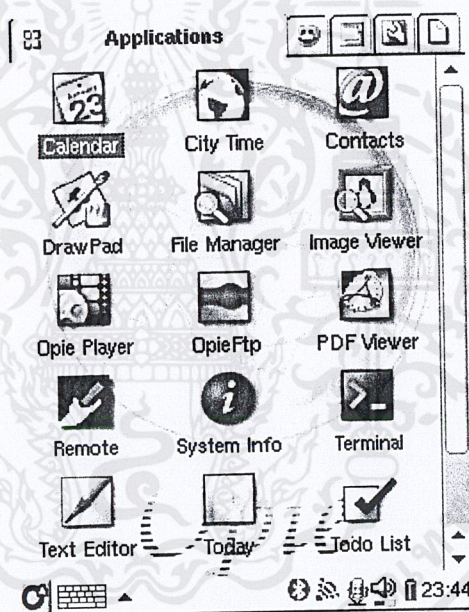 Applications
23
Calendar City Time Contacts
DrawPad File Manager Image Viewer
Opie Player OpieFtp PDF Viewer
Remote System Info Terminal
Text Editor Today Todo List
23:44